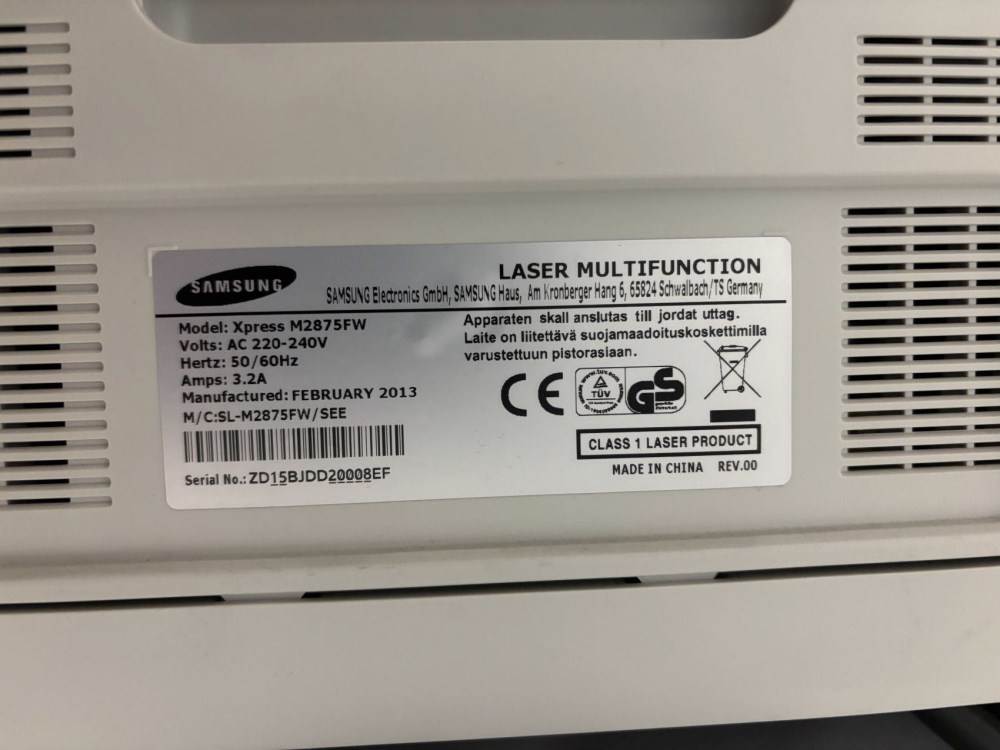 SAMSUNG
LASER MULTIFUNCTION
SAMSUNG Electronics GmbH, SAMSUNG Haus, Am Kronberger Hang 6, 65824 Schwalbach/TS Germany
Model: Xpress M2875FW
Volts: AC 220-240V
Hertz: 50/60Hz
Amps: 3.2A
Manufactured: FEBRUARY 2013
M/C:SL-M2875FW/SEE
Serial No.: ZD15BJDD20008EF
Apparaten skall anslutas till jordat uttag.
Laite on liitettävä suojamaadoituskoskettimilla
varustettuun pistorasiaan.
CE
TÜV
GS
CLASS 1 LASER PRODUCT
MADE IN CHINA REV.00